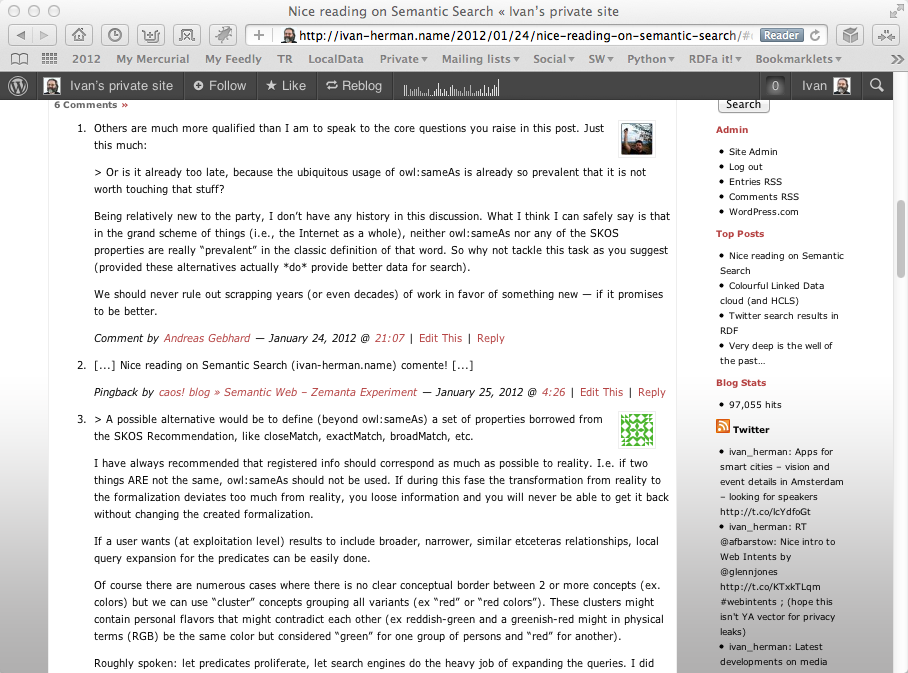 Nice reading on Semantic Search « Ivan's private site
http://ivan-herman.name/2012/01/24/nice-reading-on-semantic-search/#
Reader
2012
My Mercurial
My Feedly
TR
LocalData
Private
Mailing lists
Social
SW
Python
RDFa it!
Bookmarklets
Ivan's private site
Follow
Like
Reblog
0
Ivan
6 Comments »
1. Others are much more qualified than I am to speak to the core questions you raise in this post. Just
this much:
> Or is it already too late, because the ubiquitous usage of owl:sameAs is already so prevalent that it is not
worth touching that stuff?
Being relatively new to the party, I don't have any history in this discussion. What I think I can safely say is that
in the grand scheme of things (i.e., the Internet as a whole), neither owl:sameAs nor any of the SKOS
properties are really “prevalent” in the classic definition of that word. So why not tackle this task as you suggest
(provided these alternatives actually *do* provide better data for search).
We should never rule out scrapping years (or even decades) of work in favor of something new — if it promises
to be better.
Comment by Andreas Gebhard — January 24, 2012 @ 21:07 | Edit This | Reply
2. [...] Nice reading on Semantic Search (ivan-herman.name) comente! [...]
Pingback by caos! blog » Semantic Web – Zemanta Experiment — January 25, 2012 @ 4:26 | Edit This | Reply
3. > A possible alternative would be to define (beyond owl:sameAs) a set of properties borrowed from
the SKOS Recommendation, like closeMatch, exactMatch, broadMatch, etc.
I have always recommended that registered info should correspond as much as possible to reality. I.e. if two
things ARE not the same, owl:sameAs should not be used. If during this fase the transformation from reality to
the formalization deviates too much from reality, you loose information and you will never be able to get it back
without changing the created formalization.
If a user wants (at exploitation level) results to include broader, narrower, similar etceteras relationships, local
query expansion for the predicates can be easily done.
Of course there are numerous cases where there is no clear conceptual border between 2 or more concepts (ex.
colors) but we can use “cluster” concepts grouping all variants (ex “red” or “red colors”). These clusters might
contain personal flavors that might contradict each other (ex reddish-green and a greenish-red might in physical
terms (RGB) be the same color but considered “green” for one group of persons and “red” for another).
Roughly spoken: let predicates proliferate, let search engines do the heavy job of expanding the queries. I did
Search
Admin
Site Admin
Log out
Entries RSS
Comments RSS
WordPress.com
Top Posts
Nice reading on Semantic
Search
Colourful Linked Data
cloud (and HCLS)
Twitter search results in
RDF
Very deep is the well of
the past...
Blog Stats
97,055 hits
Twitter
ivan_herman: Apps for
smart cities – vision and
event details in Amsterdam
– looking for speakers
http://t.co/lcYdfoGt
ivan_herman: RT
@afbarstow: Nice intro to
Web Intents by
@glennjones
http://t.co/KTxkTLqm
#webintents ; (hope this
isn't YA vector for privacy
leaks)
ivan_herman: Latest
developments on media